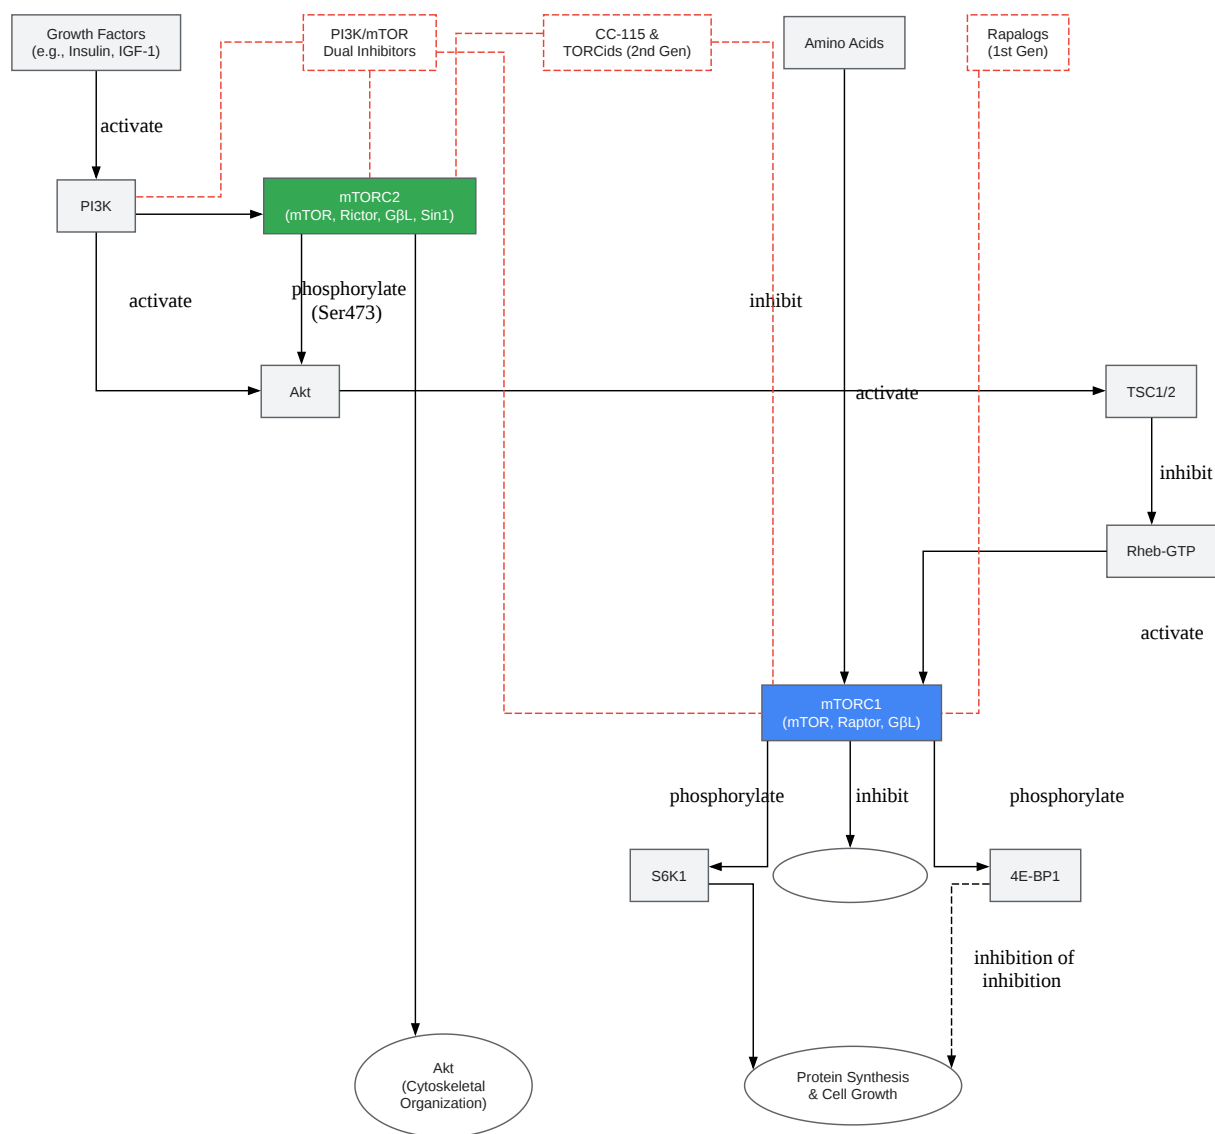 Growth Factors
(e.g., Insulin, IGF-1)
PI3K/mTOR
Dual Inhibitors
CC-115 &
TORCids (2nd Gen)
Amino Acids
Rapalogs
(1st Gen)
activate
PI3K
mTORC2
(mTOR, Rictor, GβL, Sin1)
activate
phosphorylate
(Ser473)
inhibit
Akt
activate
TSC1/2
inhibit
Rheb-GTP
activate
mTORC1
(mTOR, Raptor, GβL)
phosphorylate
inhibit
phosphorylate
S6K1
4E-BP1
inhibition of
inhibition
Akt
(Cytoskeletal
Organization)
Protein Synthesis
& Cell Growth